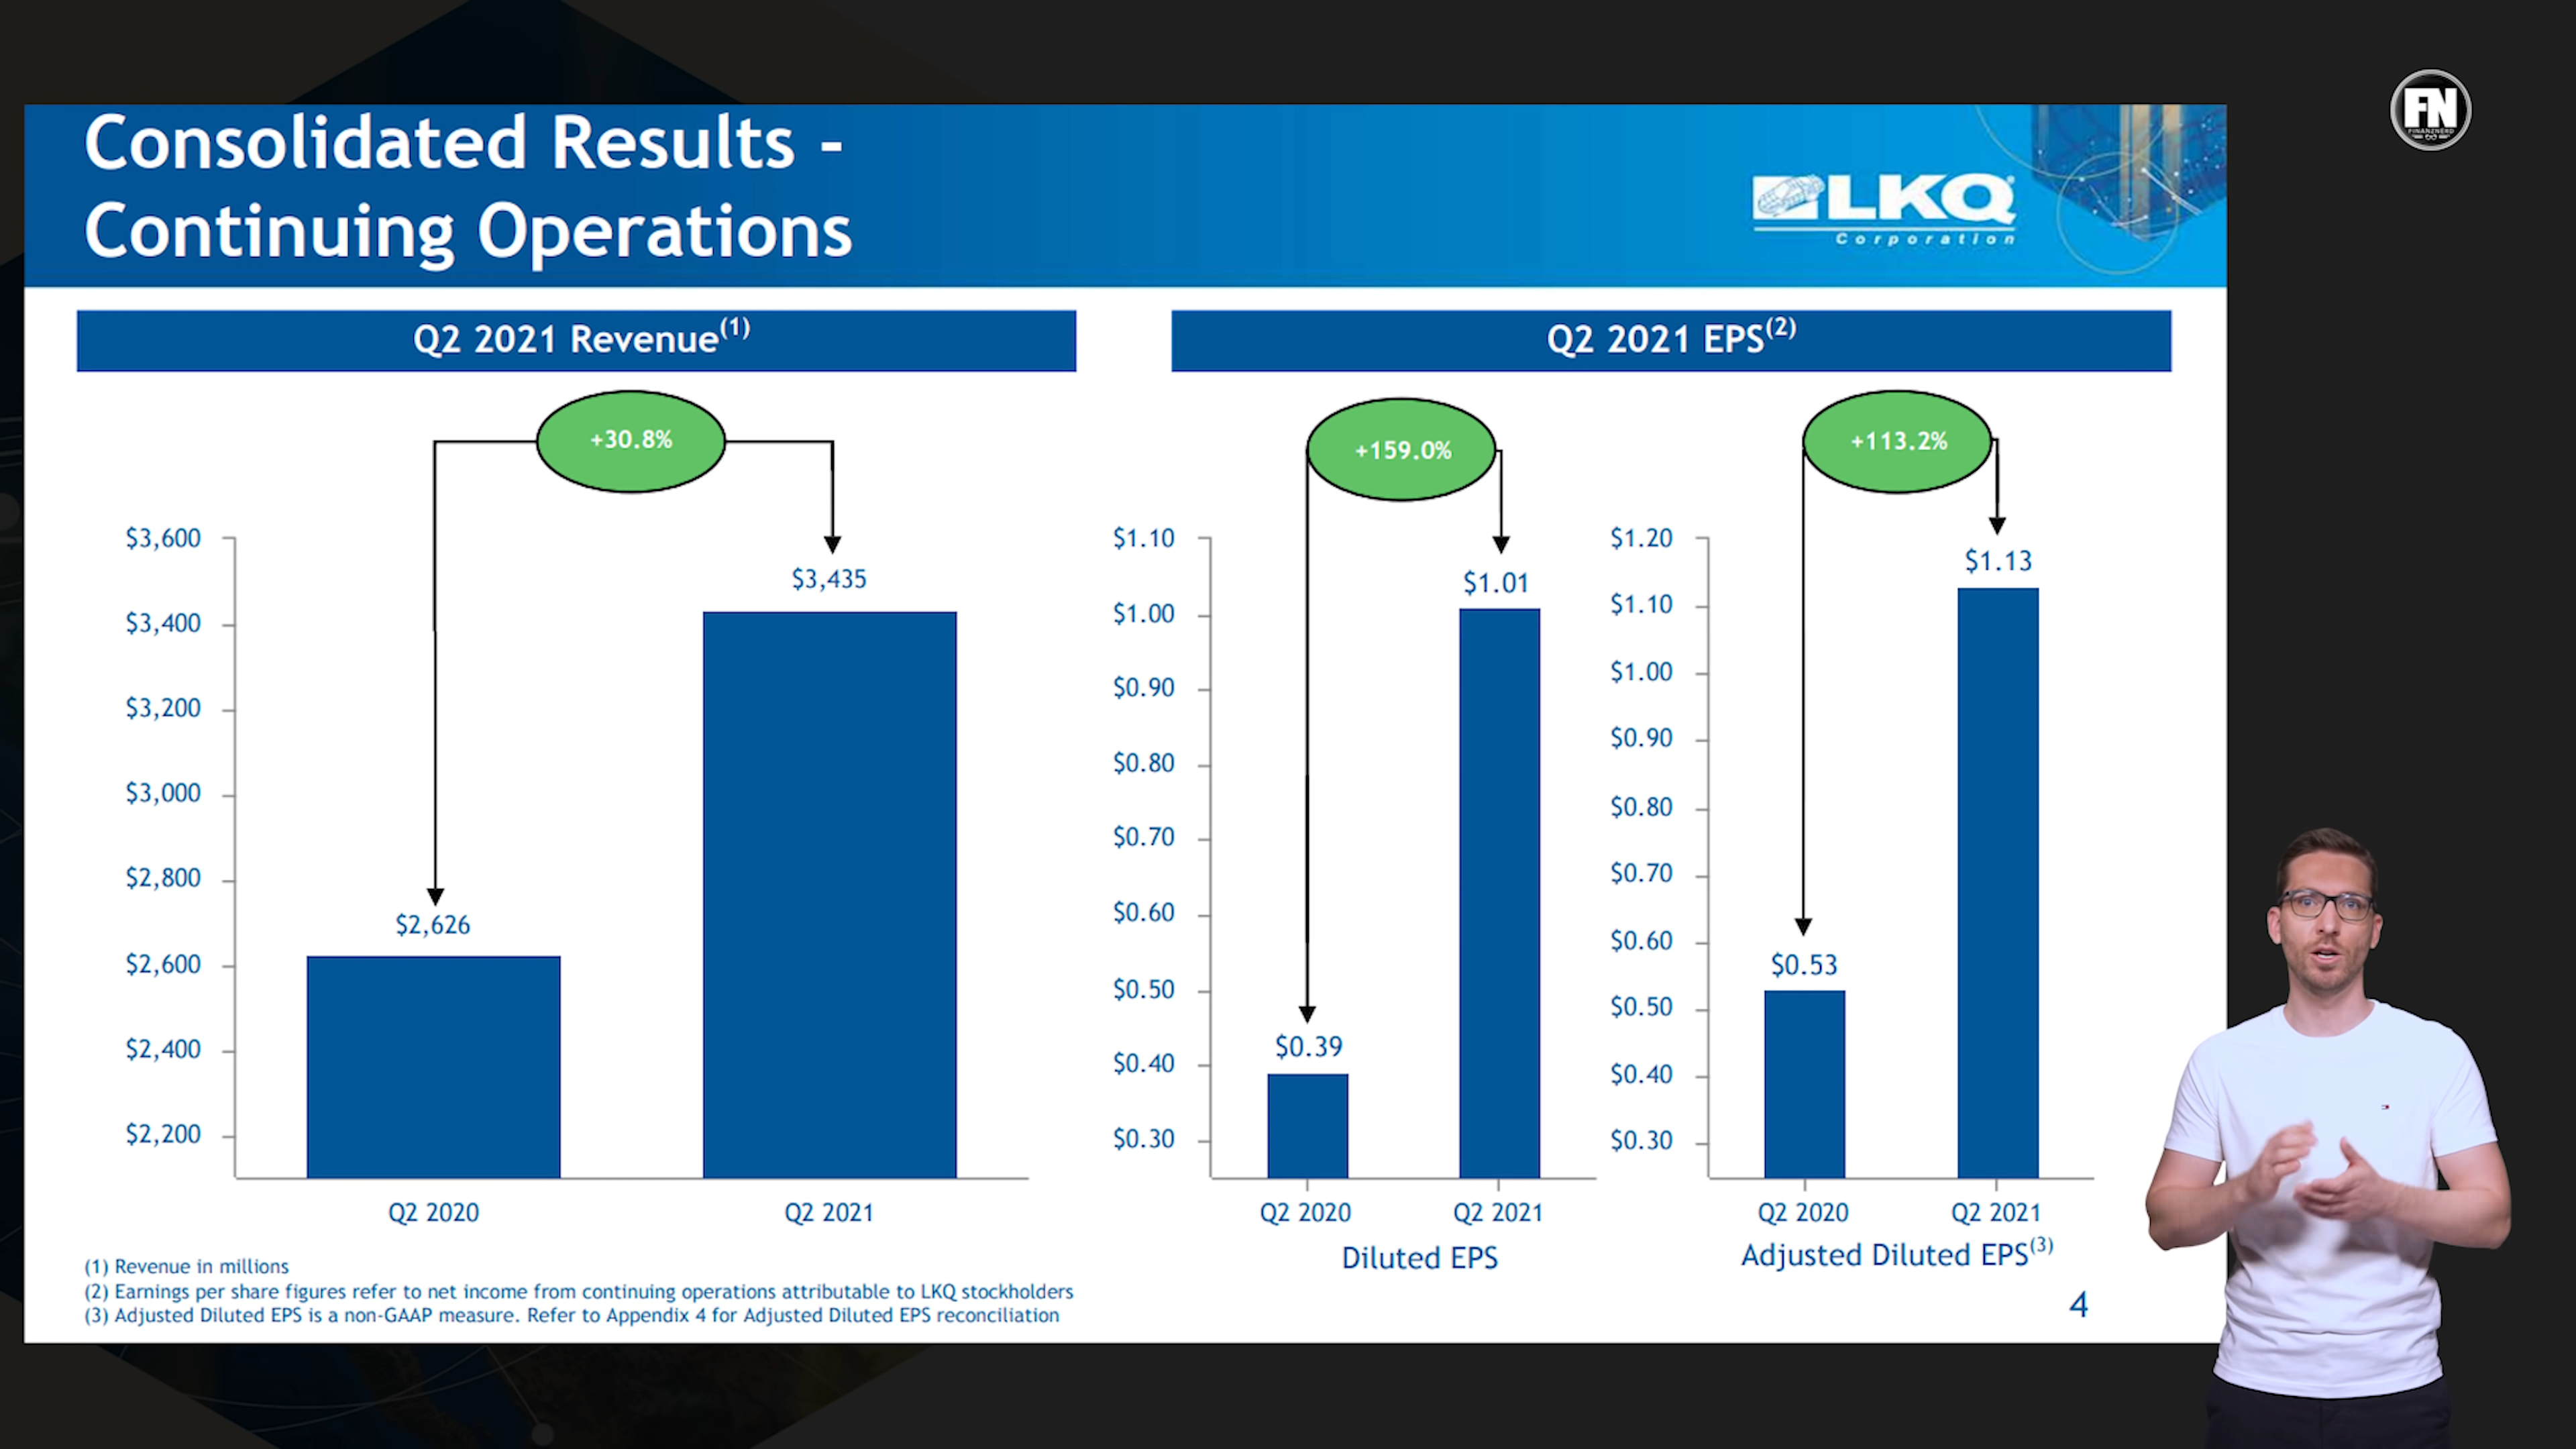 Consolidated Results -
Continuing Operations
LKQ
Corporation
FN
FINANZNERD
Q2 2021 Revenue(1)
+30.8%
$3,600
$3,400
$3,200
$3,000
$2,800
$2,600
$2,400
$2,200
$2,626
$3,435
Q2 2020
Q2 2021
Q2 2021 EPS(2)
+159.0%
$1.10
$1.00
$0.90
$0.80
$0.70
$0.60
$0.50
$0.40
$0.30
$0.39
$1.01
Q2 2020
Q2 2021
Diluted EPS
+113.2%
$1.20
$1.10
$1.00
$0.90
$0.80
$0.70
$0.60
$0.50
$0.40
$0.30
$0.53
$1.13
Q2 2020
Q2 2021
Adjusted Diluted EPS(3)
(1) Revenue in millions
(2) Earnings per share figures refer to net income from continuing operations attributable to LKQ stockholders
(3) Adjusted Diluted EPS is a non-GAAP measure. Refer to Appendix 4 for Adjusted Diluted EPS reconciliation
4